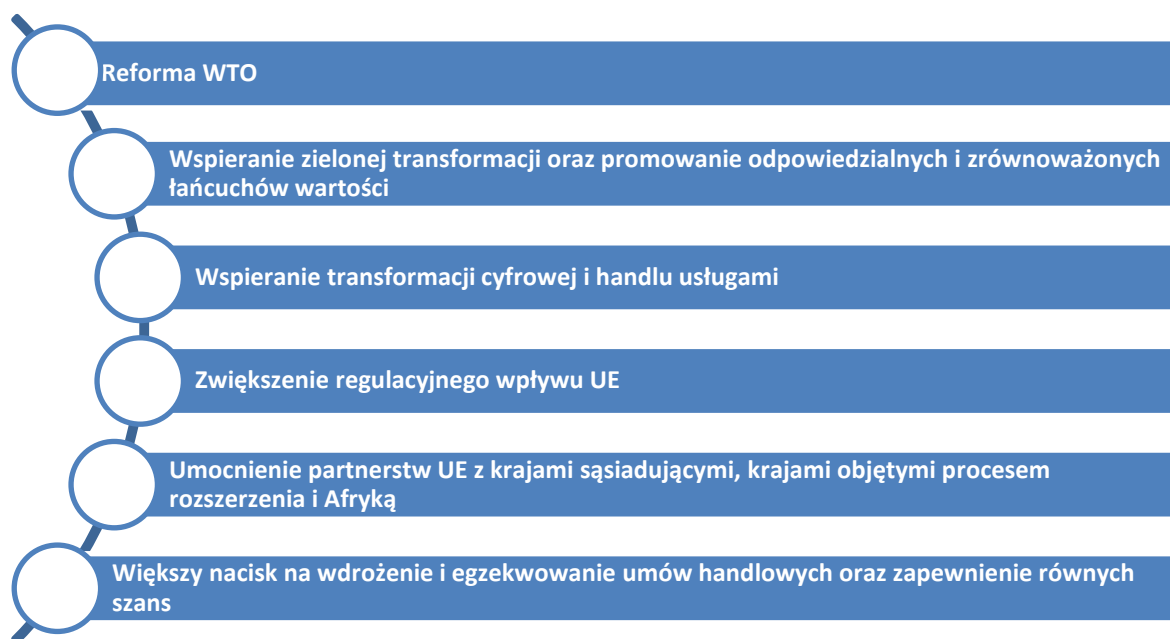 Reforma WTO
Wspieranie zielonej transformacji oraz promowanie odpowiedzialnych i zrównoważonych
łańcuchów wartości
Wspieranie transformacji cyfrowej i handlu usługami
Zwiększenie regulacyjnego wpływu UE
Umocnienie partnerstw UE z krajami sąsiadującymi, krajami objętymi procesem
rozszerzenia i Afryką
Większy nacisk na wdrożenie i egzekwowanie umów handlowych oraz zapewnienie równych
szans